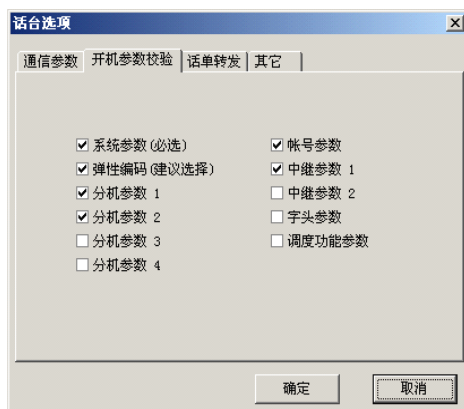 话台选项
通信参数 开机参数校验 话单转发 其它
系统参数(必选) 帐号参数
弹性编码(建议选择) 中继参数 1
分机参数 1 中继参数 2
分机参数 2 字头参数
分机参数 3 调度功能参数
分机参数 4
确定 取消